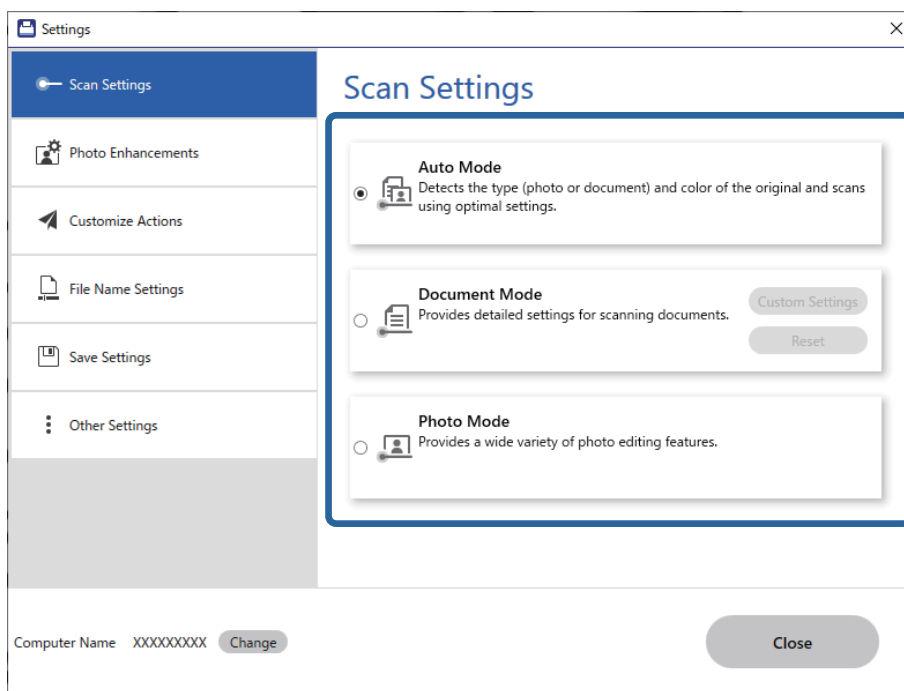 Settings
Scan Settings
Photo Enhancements
Customize Actions
File Name Settings
Save Settings
Other Settings
Scan Settings
Auto Mode
Detects the type (photo or document) and color of the original and scans
using optimal settings.
Document Mode
Provides detailed settings for scanning documents.
Custom Settings
Reset
Photo Mode
Provides a wide variety of photo editing features.
Computer Name XXXXXXXXX Change
Close